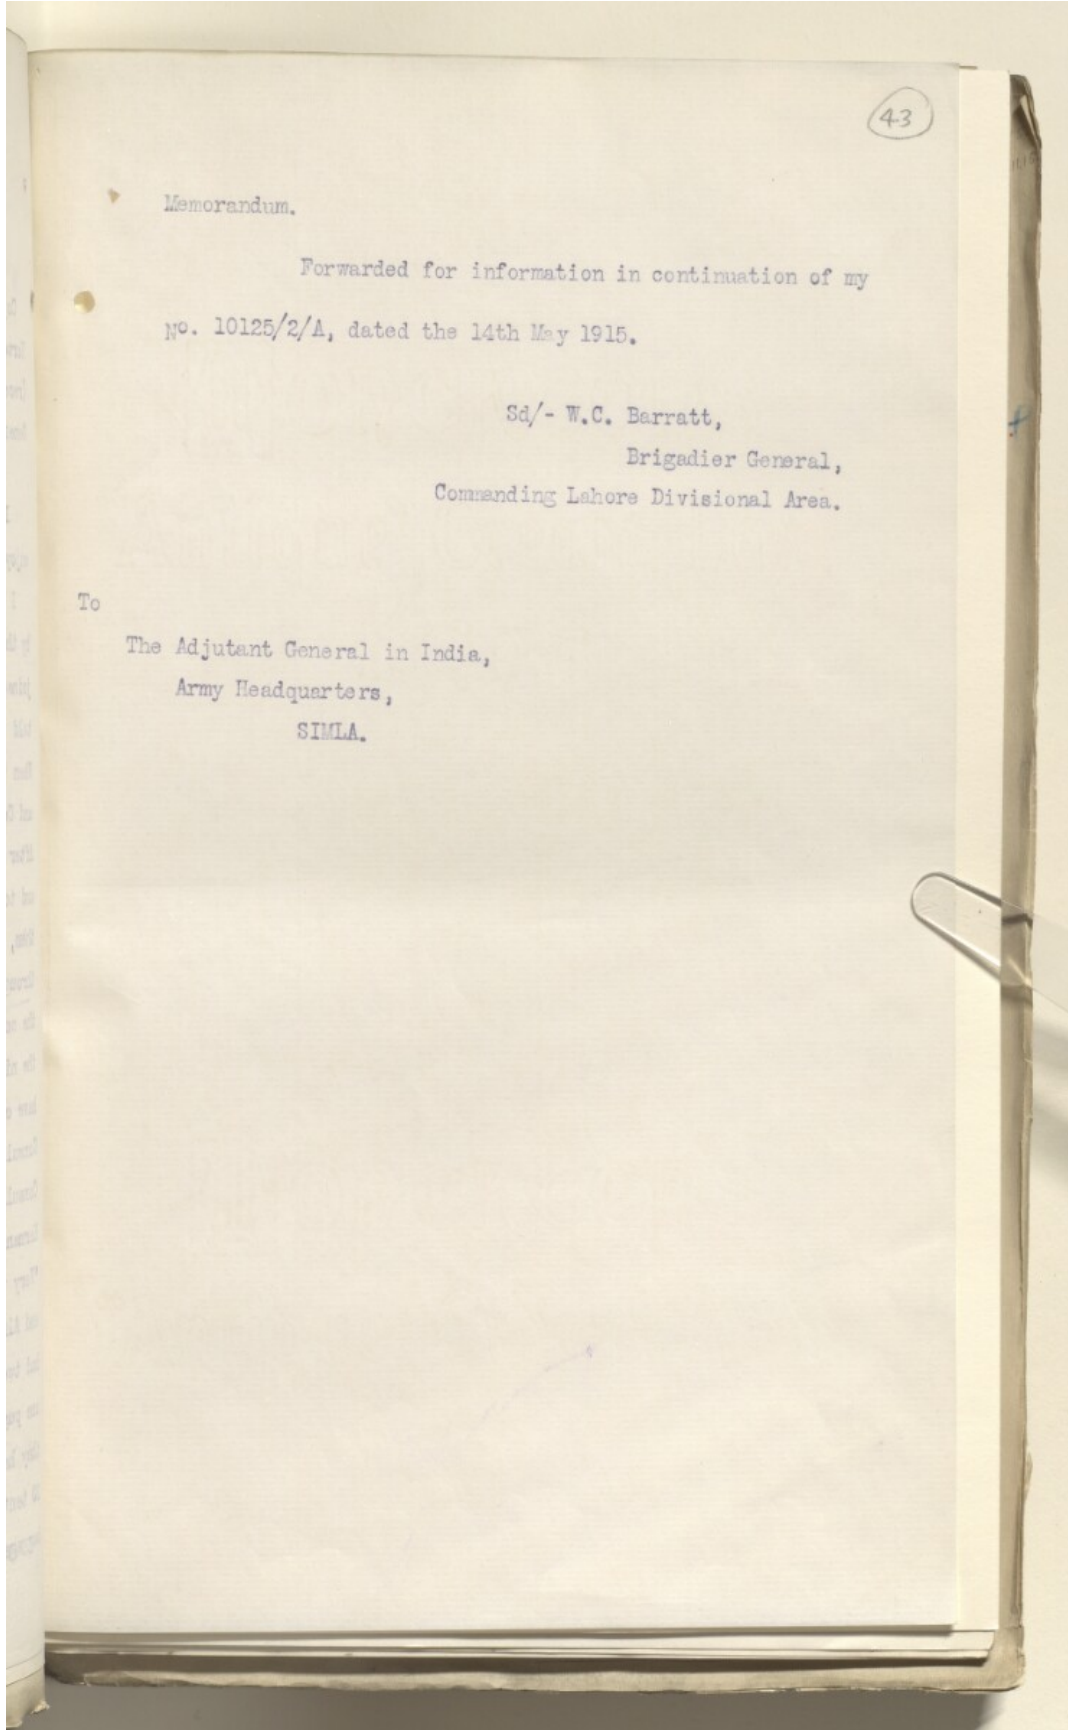 43
Memorandum.
Forwarded for information in continuation of my
No. 10125/2/A, dated the 14th May 1915.
Sd/- W.C. Barratt,
Brigadier General,
Commanding Lahore Divisional Area.
To
The Adjutant General in India,
Army Headquarters,
SIMLA.